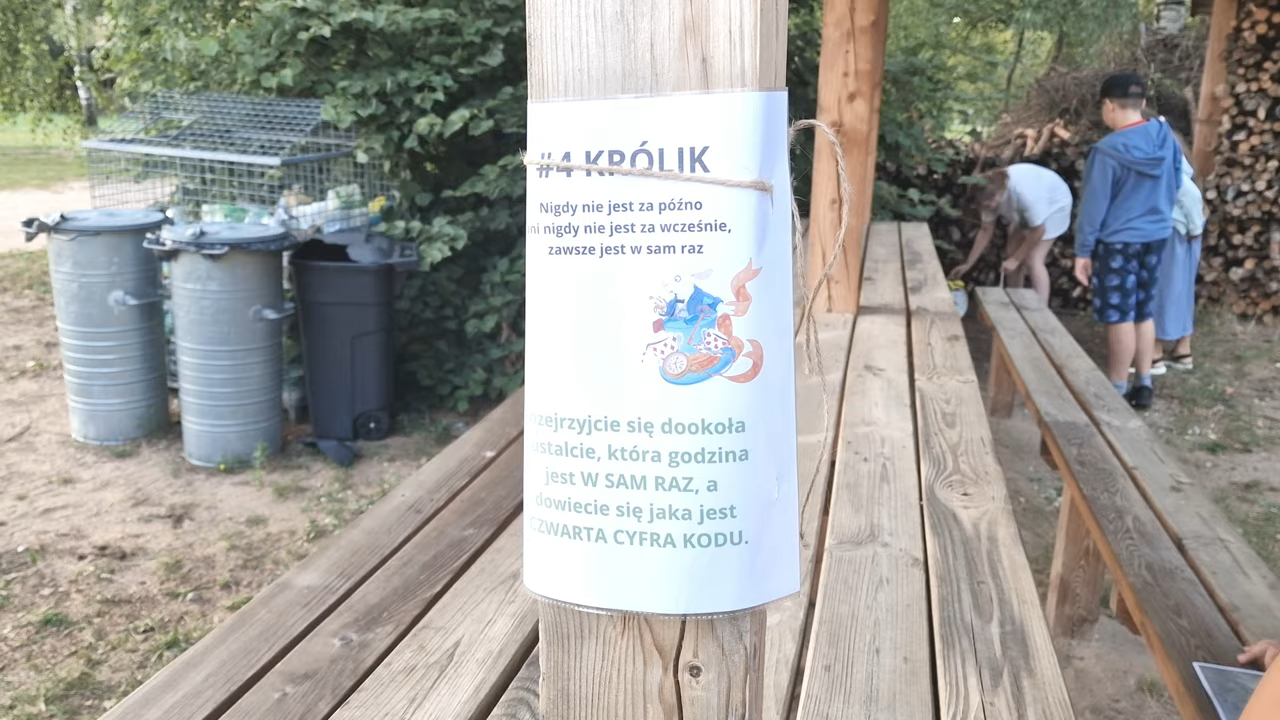 #4 KRÓLIK
Nigdy nie jest za późno
ni nigdy nie jest za wcześnie,
zawsze jest w sam raz
zejrzyjcie się dookoła
ustalcie, która godzina
jest W SAM RAZ, a
dowiecie się jaka jest
CZWARTA CYFRA KODU.